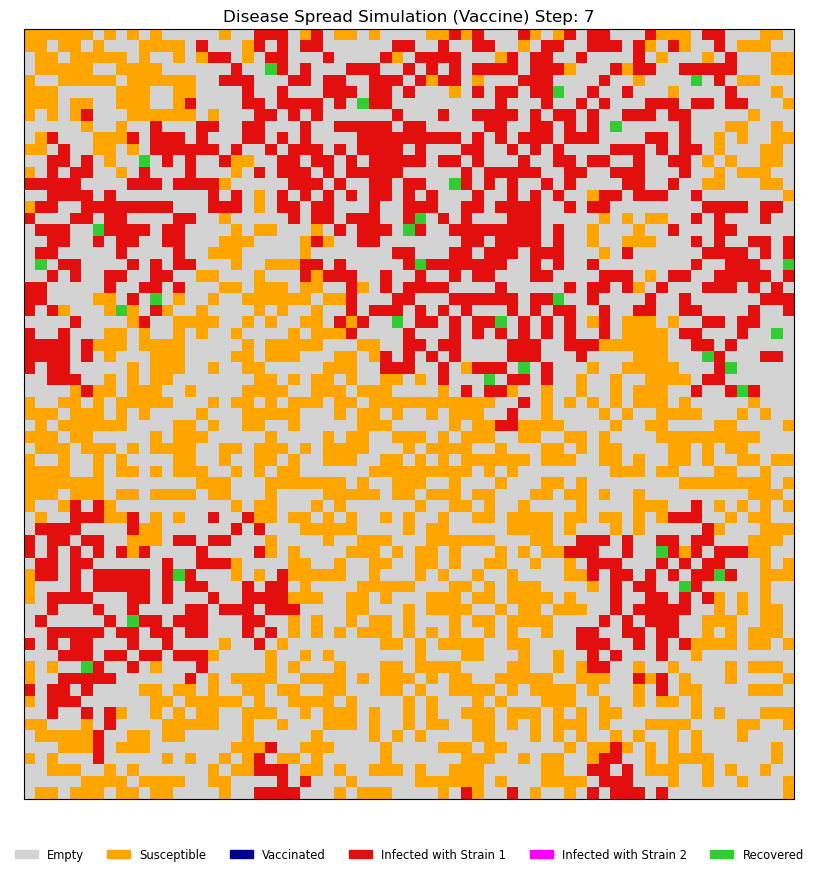 Disease Spread Simulation (Vaccine) Step: 7
Empty Susceptible Vaccinated Infected with Strain 1 Infected with Strain 2 Recovered